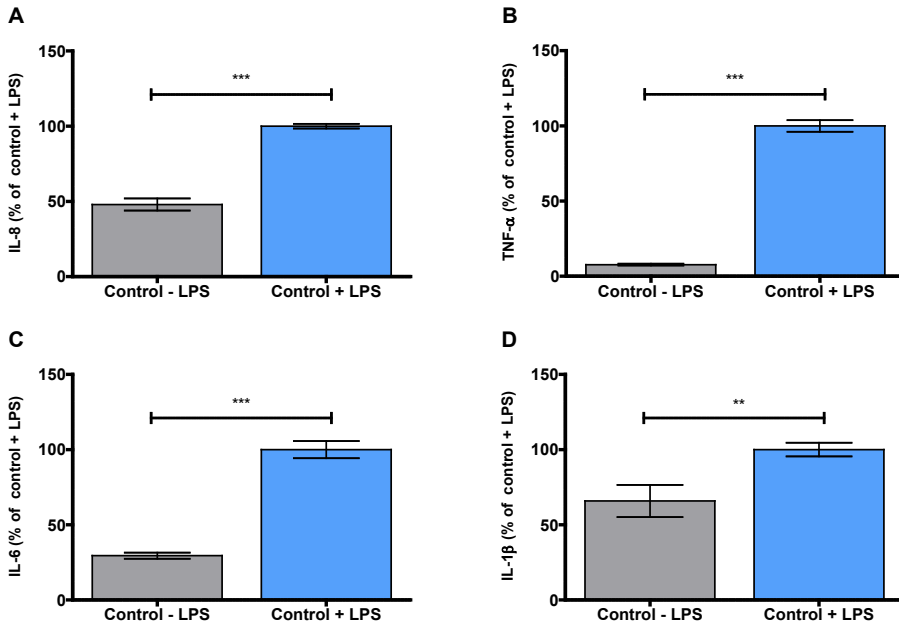 A
IL-8 (% of control + LPS)
150
100
50
0
***
Control - LPS
Control + LPS
B
TNF-α (% of control + LPS)
150
100
50
0
***
Control - LPS
Control + LPS
C
IL-6 (% of control + LPS)
150
100
50
0
***
Control - LPS
Control + LPS
D
IL-1β (% of control + LPS)
150
100
50
0
**
Control - LPS
Control + LPS